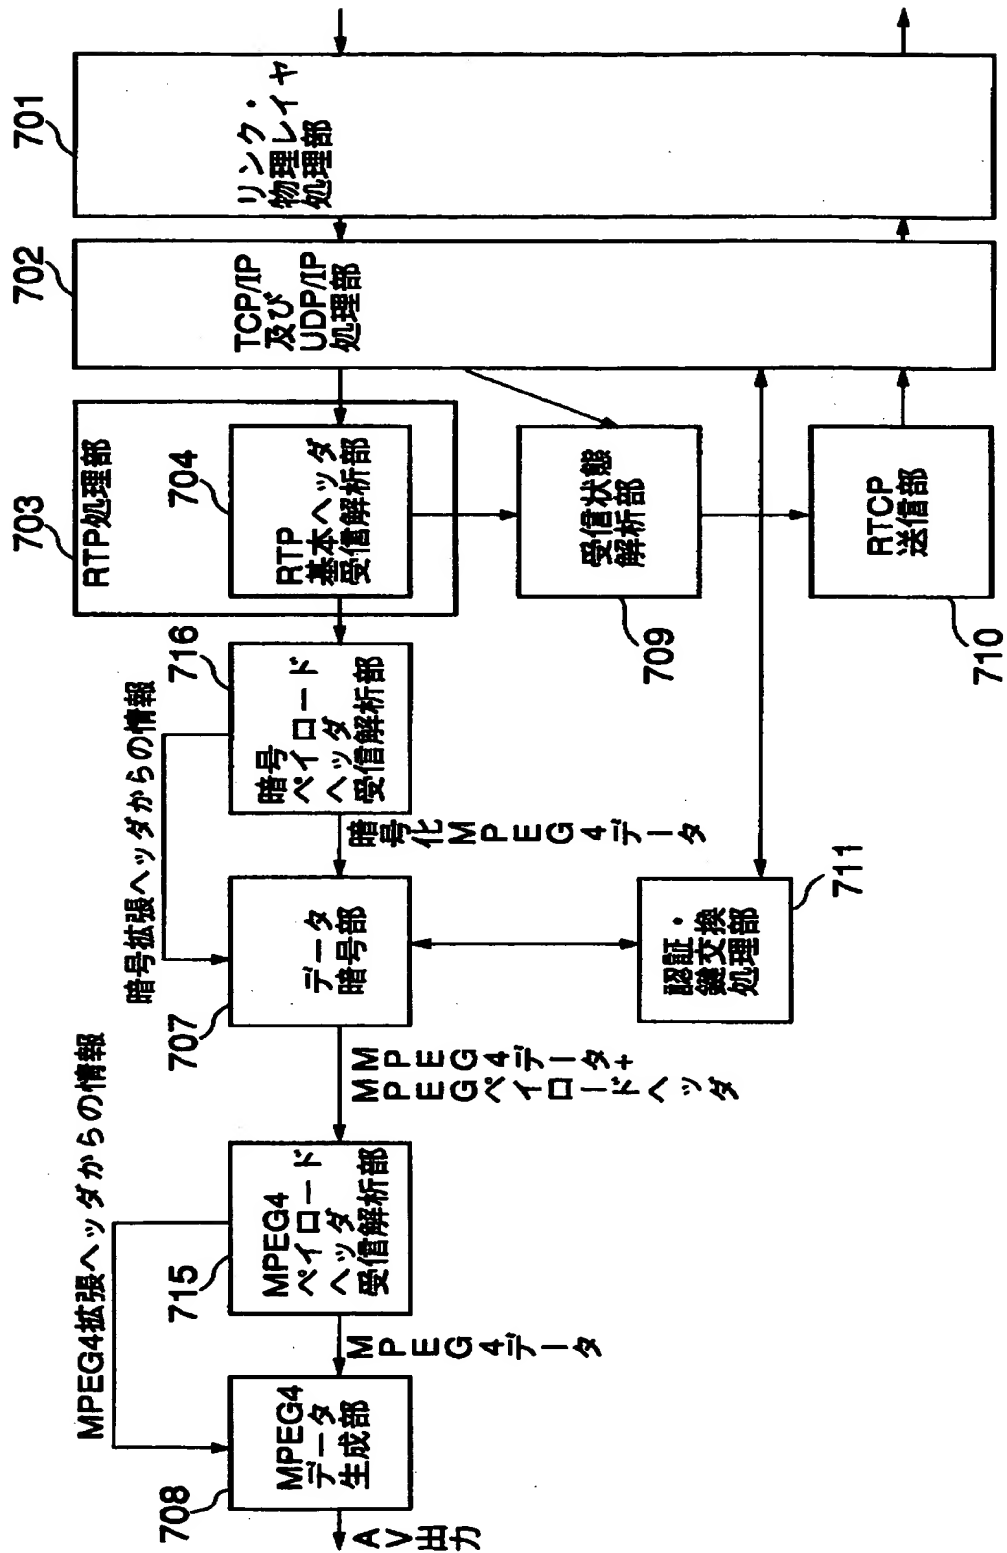 701
リンク・
物理レイヤ
処理部
702
TCP/IP
及び
UDP/IP
処理部
703
RTP処理部
704
RTP
基本ヘッダ
受信解析部
受信状態
解析部
709
RTCP
送信部
710
716
暗号
ペイロード
ヘッダ
受信解析部
暗号拡張ヘッダからの情報
暗号化MPEG4データ
データ
暗号部
707
認証・
鍵交換
処理部
711
MMPEG4データ+
PEGペイロードヘッダ
MPEG4拡張ヘッダからの情報
MPEG4
ペイロード
ヘッダ
受信解析部
715
MPEG4データ
MPEG4
データ
生成部
708
AV出力